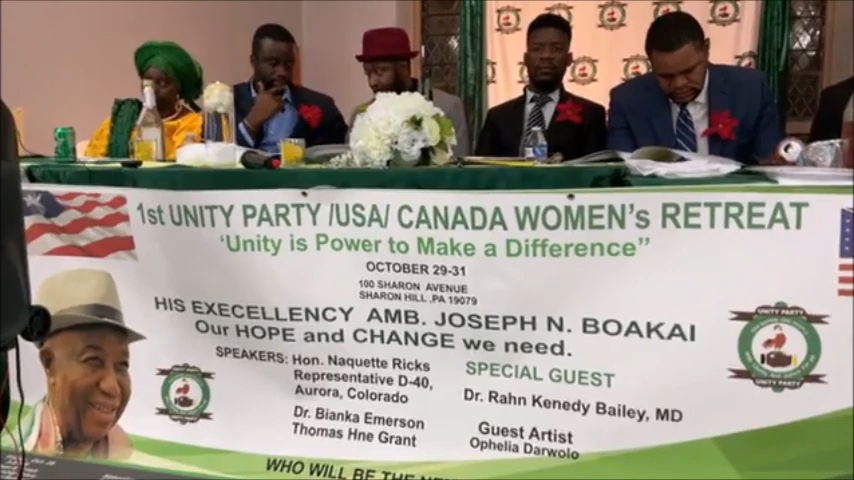 1st UNITY PARTY /USA/ CANADA WOMEN's RETREAT
'Unity is Power to Make a Difference"
OCTOBER 29-31
100 SHARON AVENUE
SHARON HILL ,PA 19079
HIS EXECELLENCY AMB. JOSEPH N. BOAKAI
Our HOPE and CHANGE we need.
SPEAKERS: Hon. Naquette Ricks
Representative D-40,
Aurora, Colorado
Dr. Bianka Emerson
Thomas Hne Grant
SPECIAL GUEST
Dr. Rahn Kenedy Bailey, MD
Guest Artist
Ophelia Darwolo
UNITY PARTY
UNITY PARTY
WHO WILL BE THE